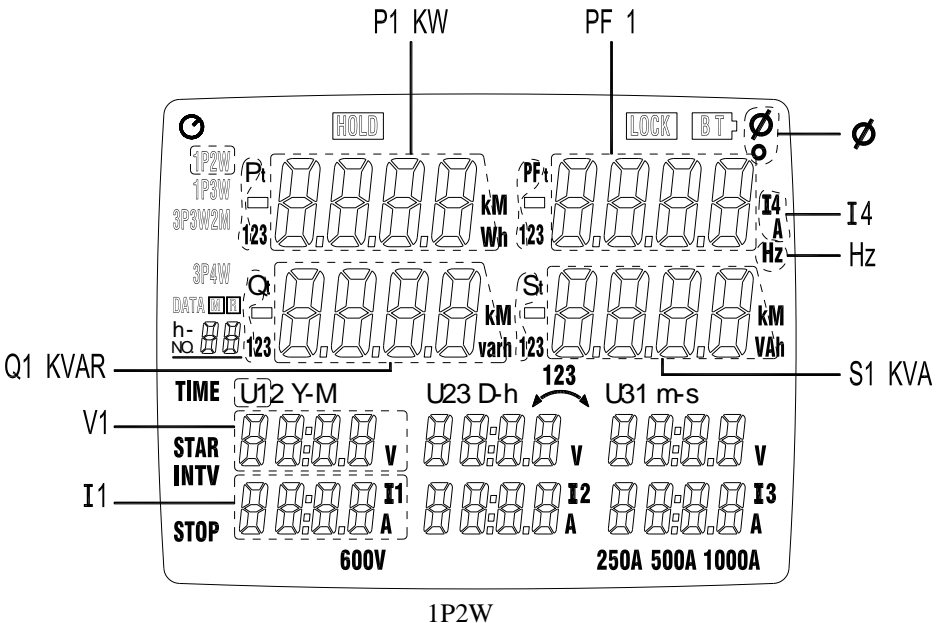 P1 KW PF 1
HOLD LOCK BT
Ø Ø
1P2W Pt PFt
1P3W
3P3W2M kM I4 I4
123 Wh 123 A
Hz Hz
3P4W Qt St
DATA M R kM kM
h-
NO. 123 varh 123 VAh
Q1 KVAR S1 KVA
123
TIME U12 Y-M U23 D-h U31 m-s
V1
STAR V V V
INTV
I1 I1 I2 I3
STOP A A A
600V 250A 500A 1000A
1P2W